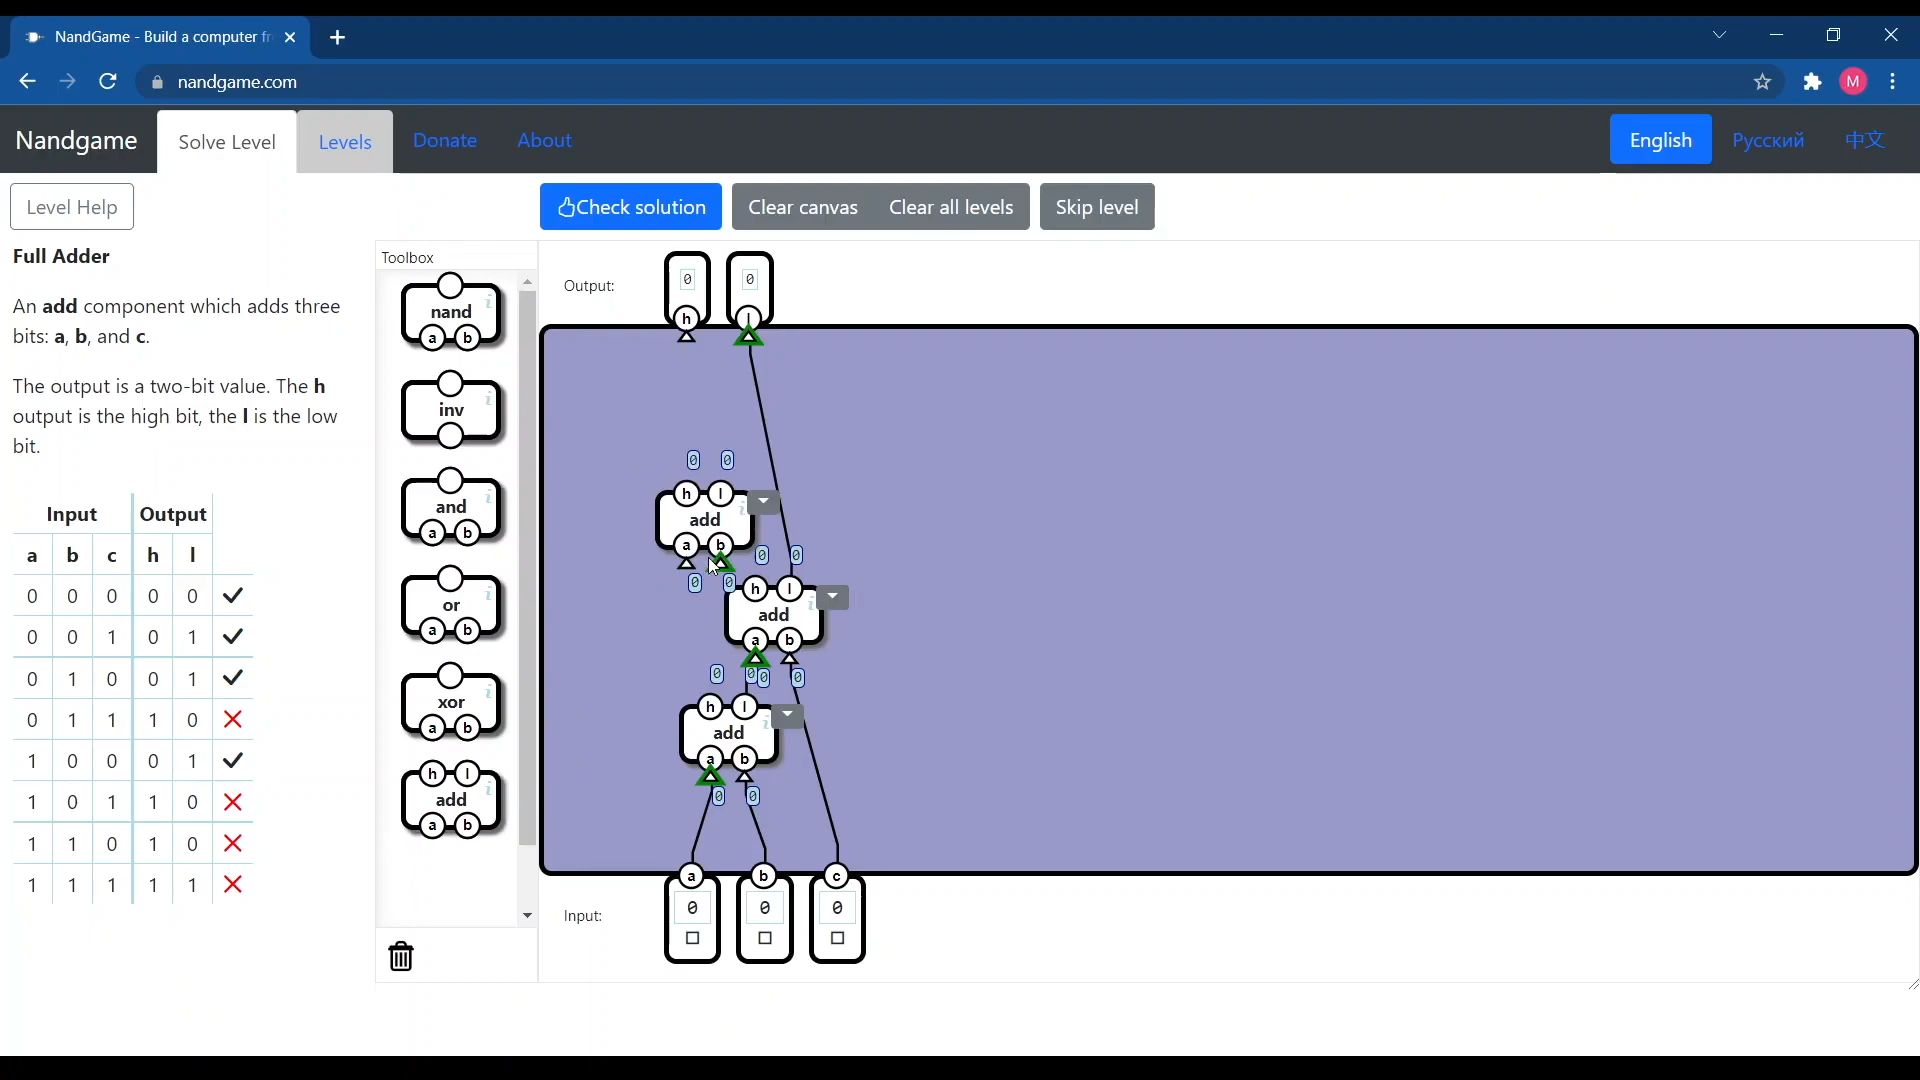 NandGame - Build a computer fr
nandgame.com
M
Nandgame
Solve Level
Levels
Donate
About
English
Русский
中文
Level Help
Check solution
Clear canvas
Clear all levels
Skip level
Full Adder
An add component which adds three
bits: a, b, and c.
The output is a two-bit value. The h
output is the high bit, the l is the low
bit.
Input Output
a b c h l
0 0 0 0 0
0 0 1 0 1
0 1 0 0 1
0 1 1 1 0
1 0 0 0 1
1 0 1 1 0
1 1 0 1 0
1 1 1 1 1
Toolbox
nand
a b
inv
and
a b
or
a b
xor
a b
h l
add
a b
Output:
0 0
h l
0 0
h l
add
a b
0 0
0 0
h l
add
a b
0 0 0 0
h l
add
a b
0 0
a b c
Input:
0 0 0